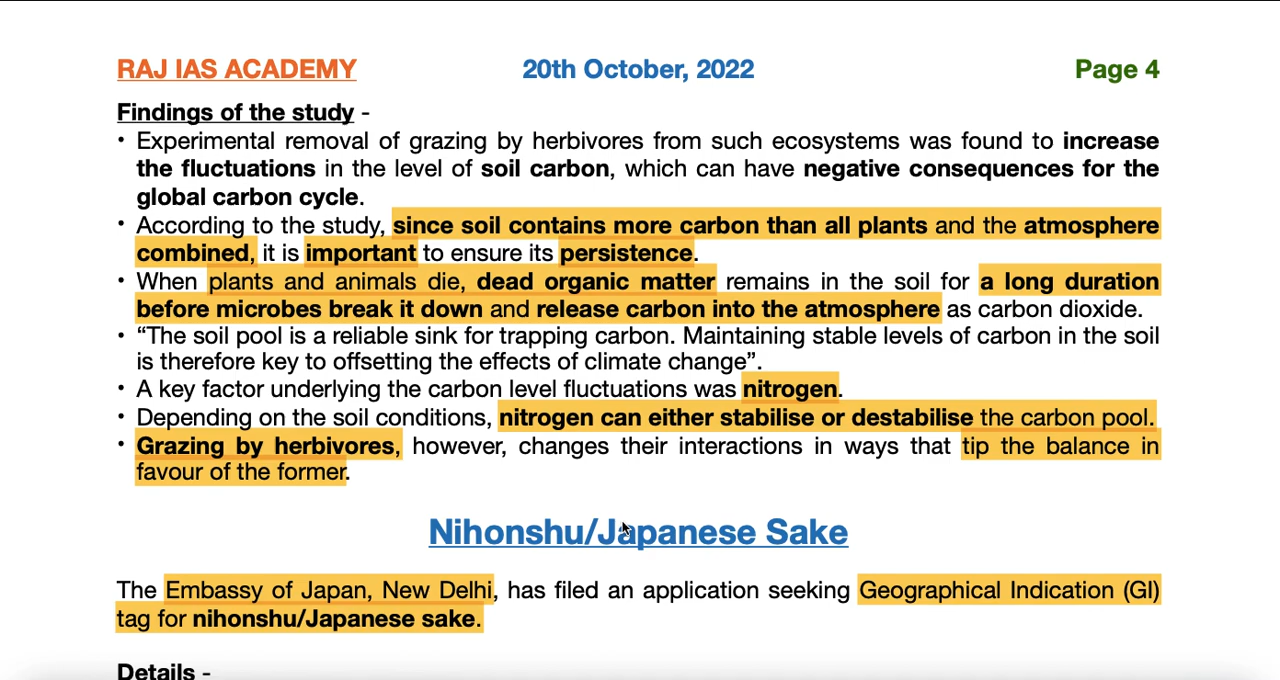 RAJ IAS ACADEMY 20th October, 2022 Page 4
Findings of the study -
• Experimental removal of grazing by herbivores from such ecosystems was found to increase
the fluctuations in the level of soil carbon, which can have negative consequences for the
global carbon cycle.
• According to the study, since soil contains more carbon than all plants and the atmosphere
combined, it is important to ensure its persistence.
• When plants and animals die, dead organic matter remains in the soil for a long duration
before microbes break it down and release carbon into the atmosphere as carbon dioxide.
• “The soil pool is a reliable sink for trapping carbon. Maintaining stable levels of carbon in the soil
is therefore key to offsetting the effects of climate change”.
• A key factor underlying the carbon level fluctuations was nitrogen.
• Depending on the soil conditions, nitrogen can either stabilise or destabilise the carbon pool.
• Grazing by herbivores, however, changes their interactions in ways that tip the balance in
favour of the former.
Nihonshu/Japanese Sake
The Embassy of Japan, New Delhi, has filed an application seeking Geographical Indication (GI)
tag for nihonshu/Japanese sake.
Details -